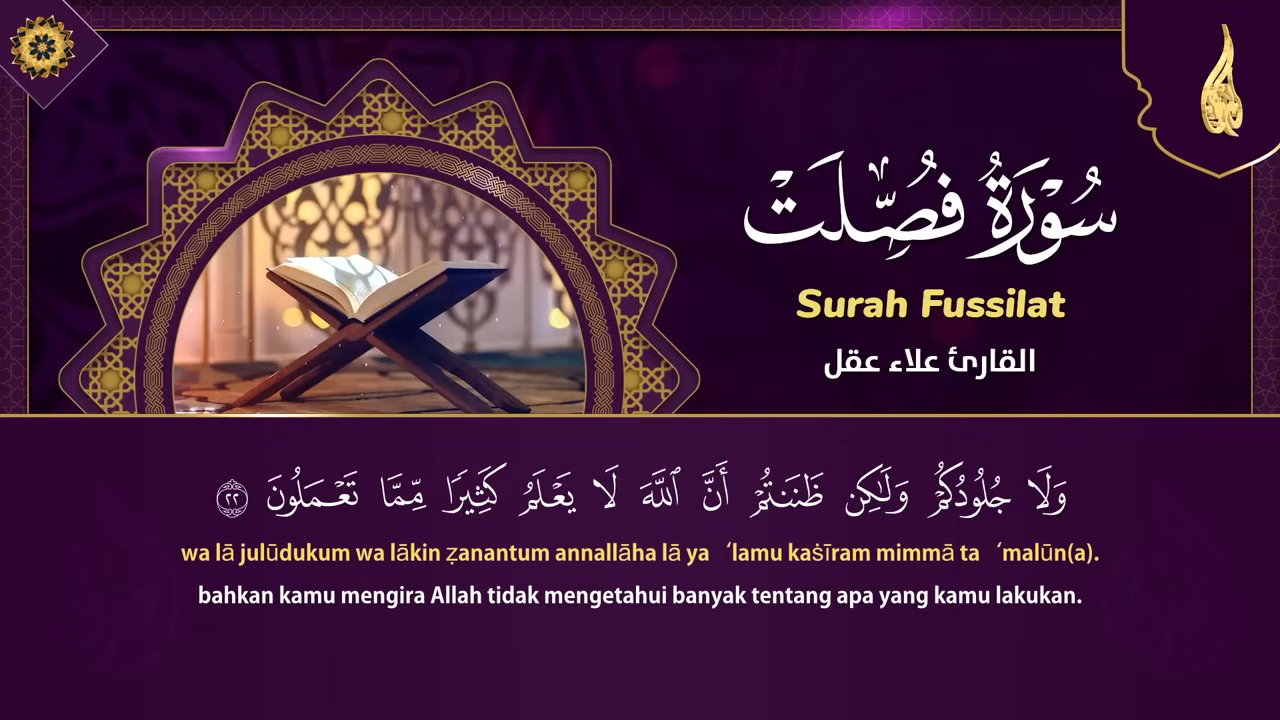 سُوْرَةُ فُصِّلَتْ
Surah Fussilat
القارئ علاء عقل
وَلَا جُلُودُكُمْ وَلَٰكِن ظَنَنتُمْ أَنَّ ٱللَّهَ لَا يَعْلَمُ كَثِيرًا مِّمَّا تَعْمَلُونَ ٢٢
wa lā julūdukum wa lākin ẓanantum annallāha lā ya ‘lamu kaṡīram mimmā ta ‘malūn(a).
bahkan kamu mengira Allah tidak mengetahui banyak tentang apa yang kamu lakukan.